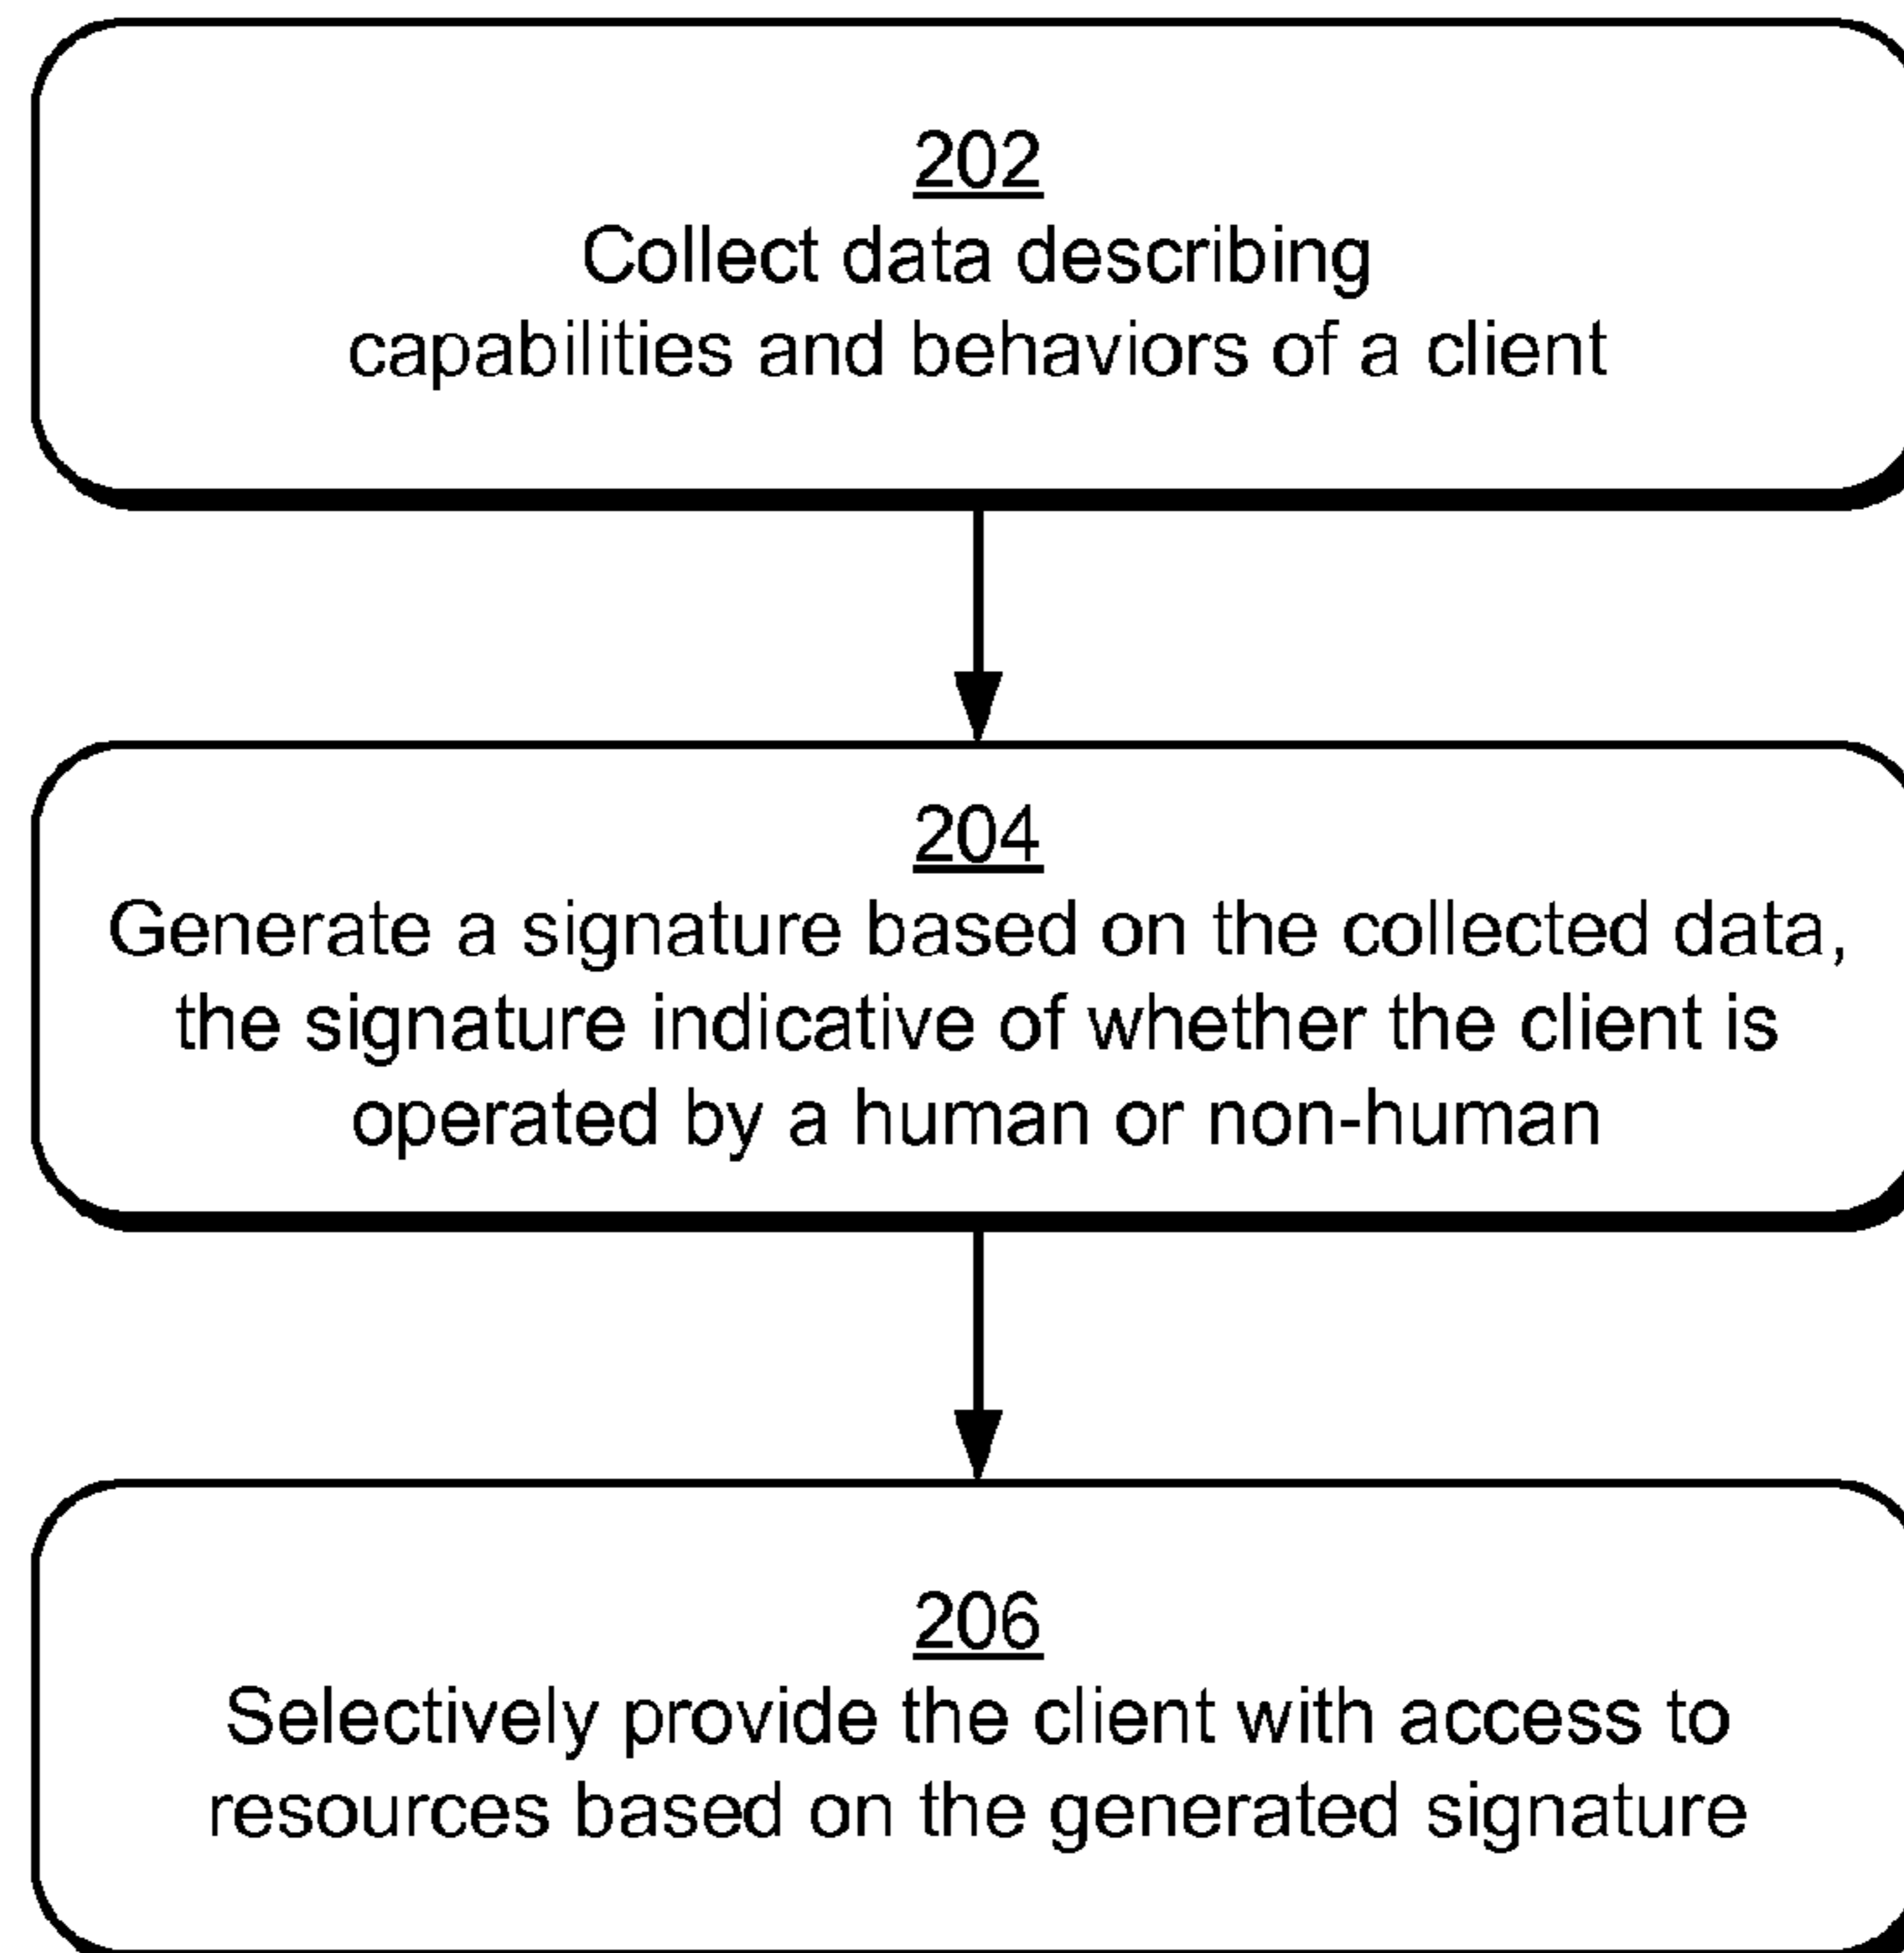 202
Collect data describing
capabilities and behaviors of a client
204
Generate a signature based on the collected data,
the signature indicative of whether the client is
operated by a human or non-human
206
Selectively provide the client with access to
resources based on the generated signature